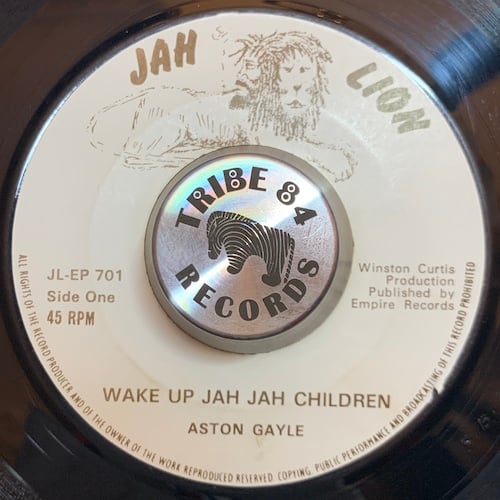 JAH LION
TRIBE 84
RECORDS
JL-EP 701
Side One
45 RPM
Winston Curtis
Production
Published by
Empire Records
WAKE UP JAH JAH CHILDREN
ASTON GAYLE
ALL RIGHTS OF THE RECORD PRODUCER AND OF THE OWNER OF THE WORK REPRODUCED RESERVED. COPYING, PUBLIC PERFORMANCE AND BROADCASTING OF THIS RECORD PROHIBITED